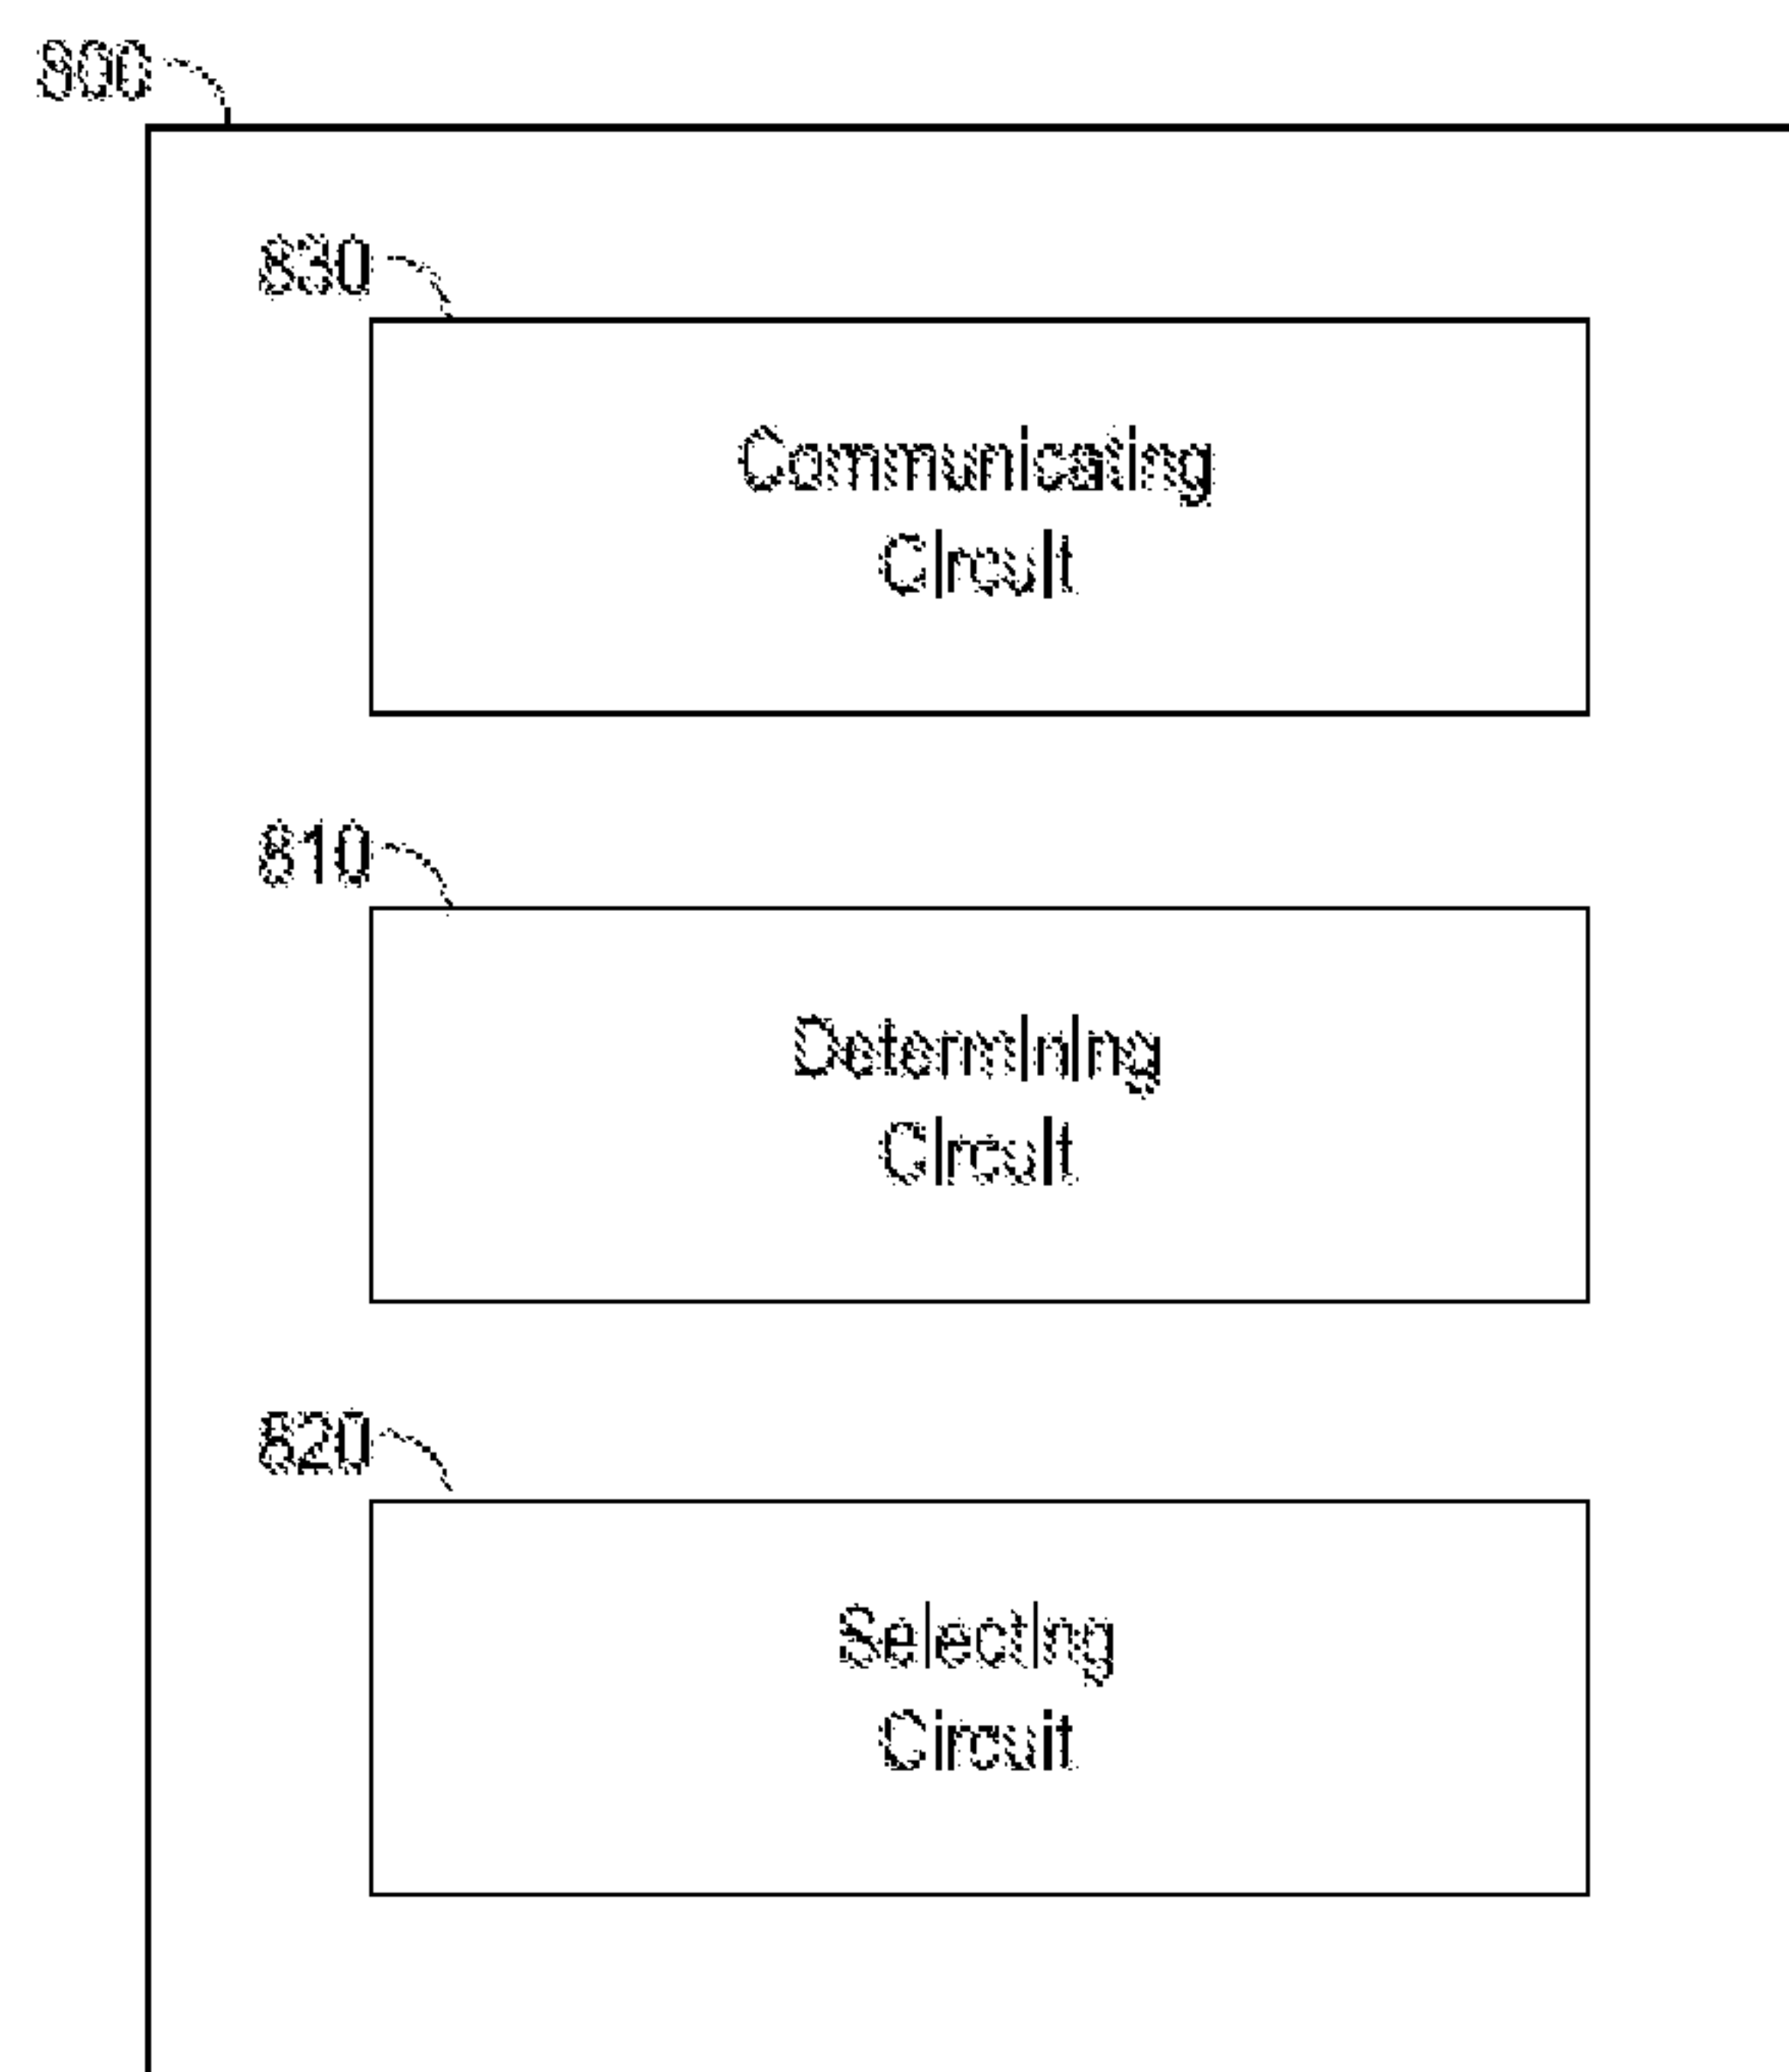 800
830
Communicating
Circuit
810
Determining
Circuit
820
Selecting
Circuit